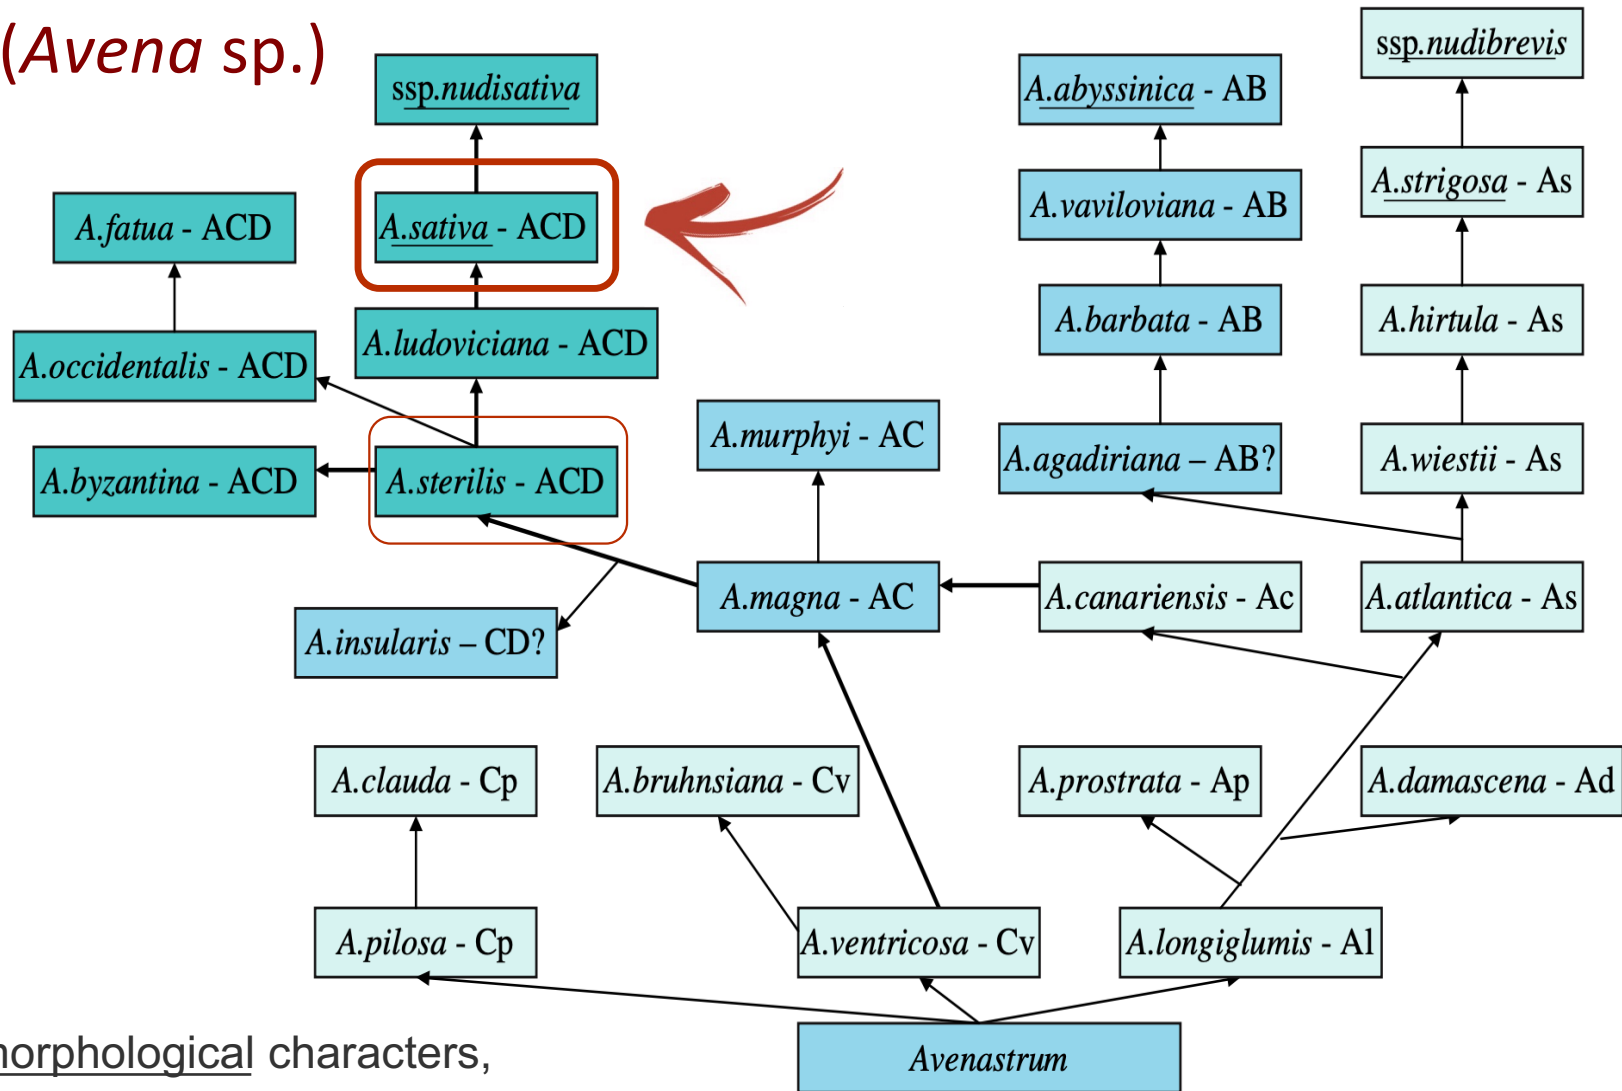 (Avena sp.)
ssp.nudibrevis
ssp.nudisativa
A.abyssinica - AB
A.strigosa - As
A.fatua - ACD
A.sativa - ACD
A.vaviloviana - AB
A.occidentalis - ACD
A.ludoviciana - ACD
A.barbata - AB
A.hirtula - As
A.byzantina - ACD
A.sterilis - ACD
A.murphyi - AC
A.agadiriana – AB?
A.wiestii - As
A.insularis – CD?
A.magna - AC
A.canariensis - Ac
A.atlantica - As
A.clauda - Cp
A.bruhnsiana - Cv
A.prostrata - Ap
A.damascena - Ad
A.pilosa - Cp
A.ventricosa - Cv
A.longiglumis - Al
Avenastrum
morphological characters,